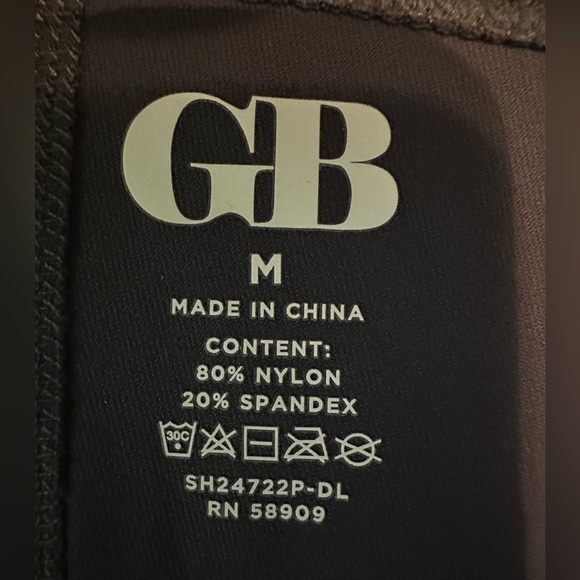 GB
M
MADE IN CHINA
CONTENT:
80% NYLON
20% SPANDEX
30C
SH24722P-DL
RN 58909